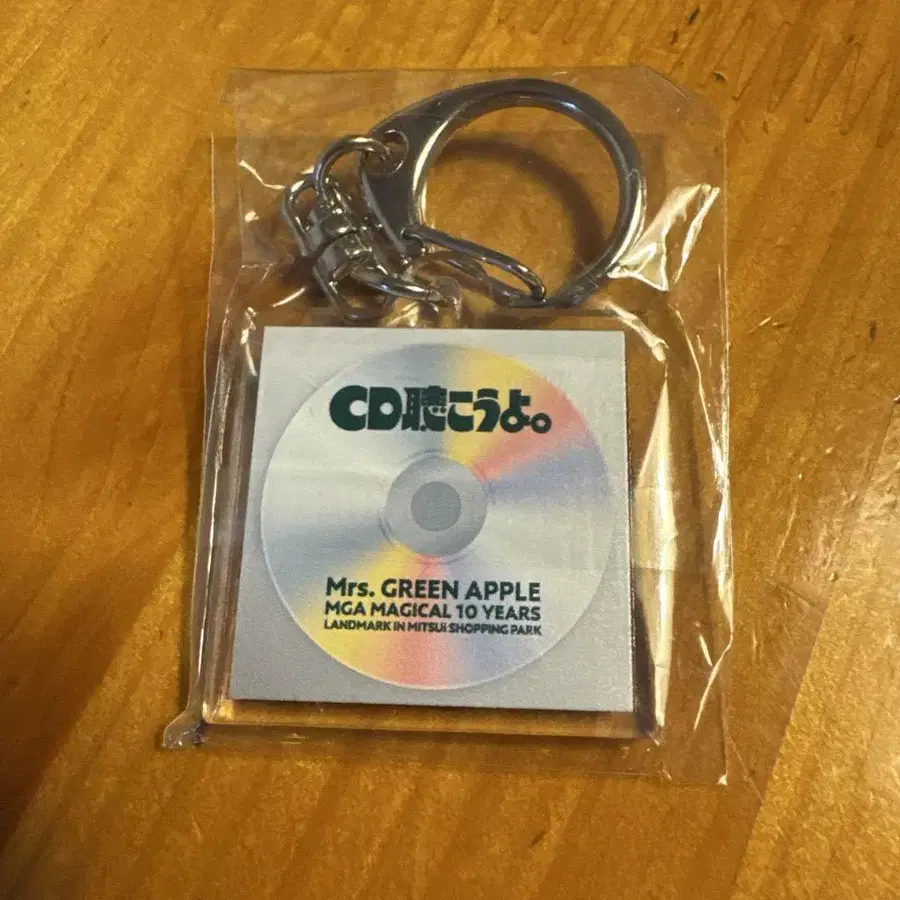 CD聴こうよ。
Mrs. GREEN APPLE
MGA MAGICAL 10 YEARS
LANDMARK IN MITSUI SHOPPING PARK